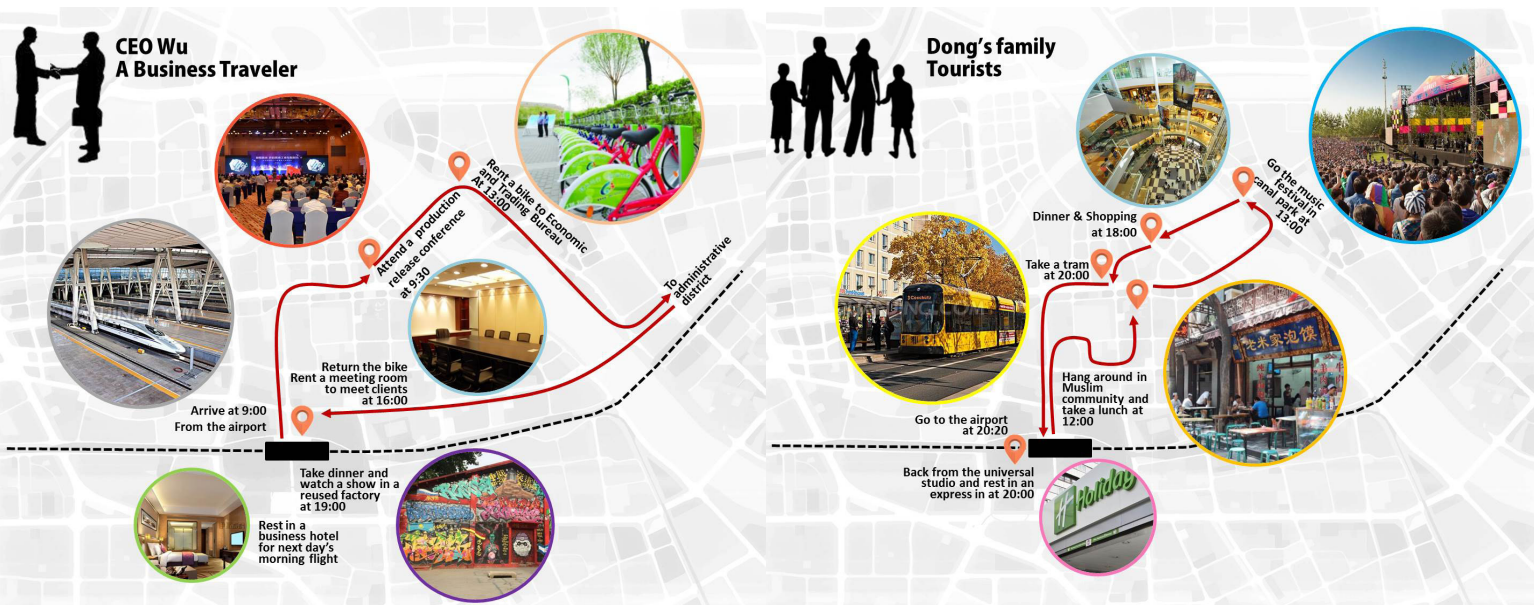 CEO Wu
A Business Traveler
Rent a bike to Economic
and Trading Bureau
At 13:00
Attend a production
release conference
at 9:30
To
administrative
district
Return the bike
Rent a meeting room
to meet clients
at 16:00
Arrive at 9:00
From the airport
Take dinner and
watch a show in a
reused factory
at 19:00
Rest in a
business hotel
for next day's
morning flight
Dong's family
Tourists
Go the music
festival in
canal park at
13:00
Dinner & Shopping
at 18:00
Take a tram
at 20:00
老米家泡馍
Hang around in
Muslim
community and
take a lunch at
12:00
Go to the airport
at 20:20
Back from the universal
studio and rest in an
express in at 20:00
Holiday